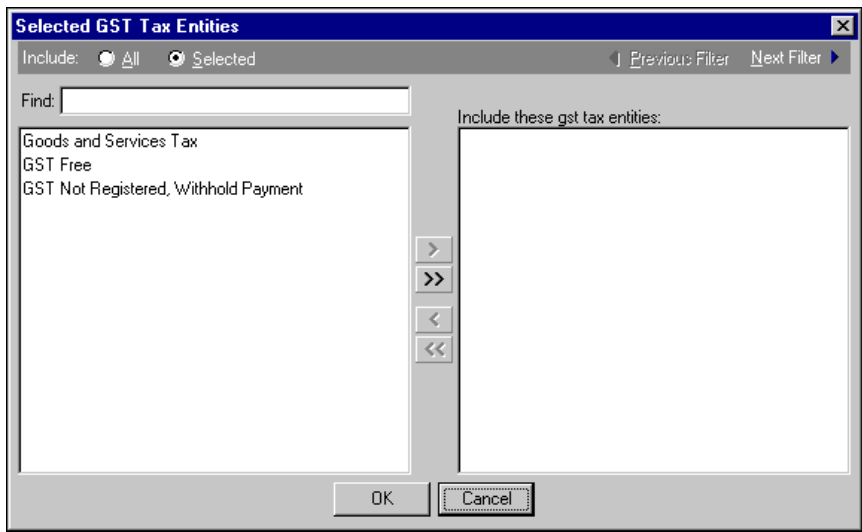 Selected GST Tax Entities
Include: All Selected Previous Filter Next Filter
Find:
Include these gst tax entities:
Goods and Services Tax
GST Free
GST Not Registered, Withhold Payment
>
>>
<
<<
OK Cancel